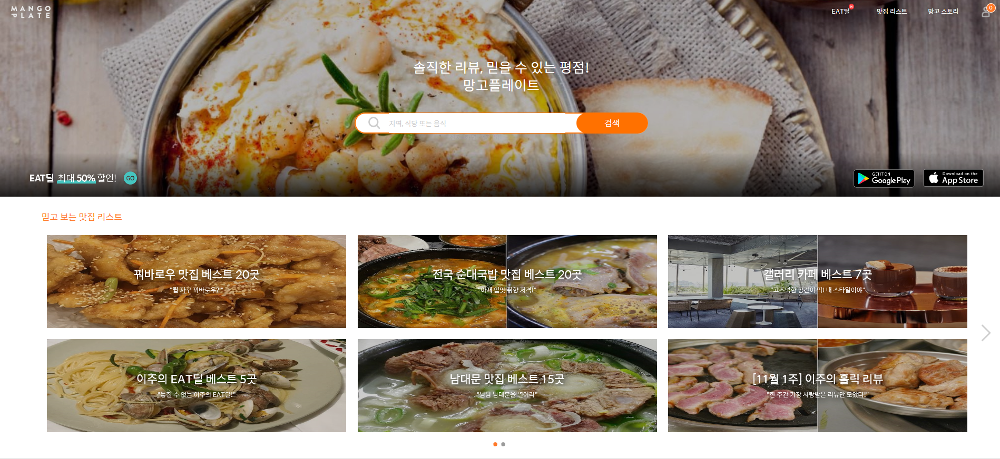 MANGO
PLATE
EAT딜
N
맛집 리스트
망고 스토리
0
솔직한 리뷰, 믿을 수 있는 평점!
망고플레이트
지역, 식당 또는 음식
검색
EAT딜 최대 50% 할인!
GO
GET IT ON
Google Play
Download on the
App Store
믿고 보는 맛집 리스트
꿔바로우 맛집 베스트 20곳
"뭘 자꾸 꿔바로우?"
전국 순대국밥 맛집 베스트 20곳
"아재 입맛 취향 저격!"
갤러리 카페 베스트 7곳
"고즈넉한 공간이 딱! 내 스타일이야"
이주의 EAT딜 베스트 5곳
"놓칠 수 없는 이주의 EAT딜!"
남대문 맛집 베스트 15곳
"남남 남대문을 열어라"
[11월 1주] 이주의 홀릭 리뷰
"한 주간 가장 사랑받은 리뷰만 모았다!"